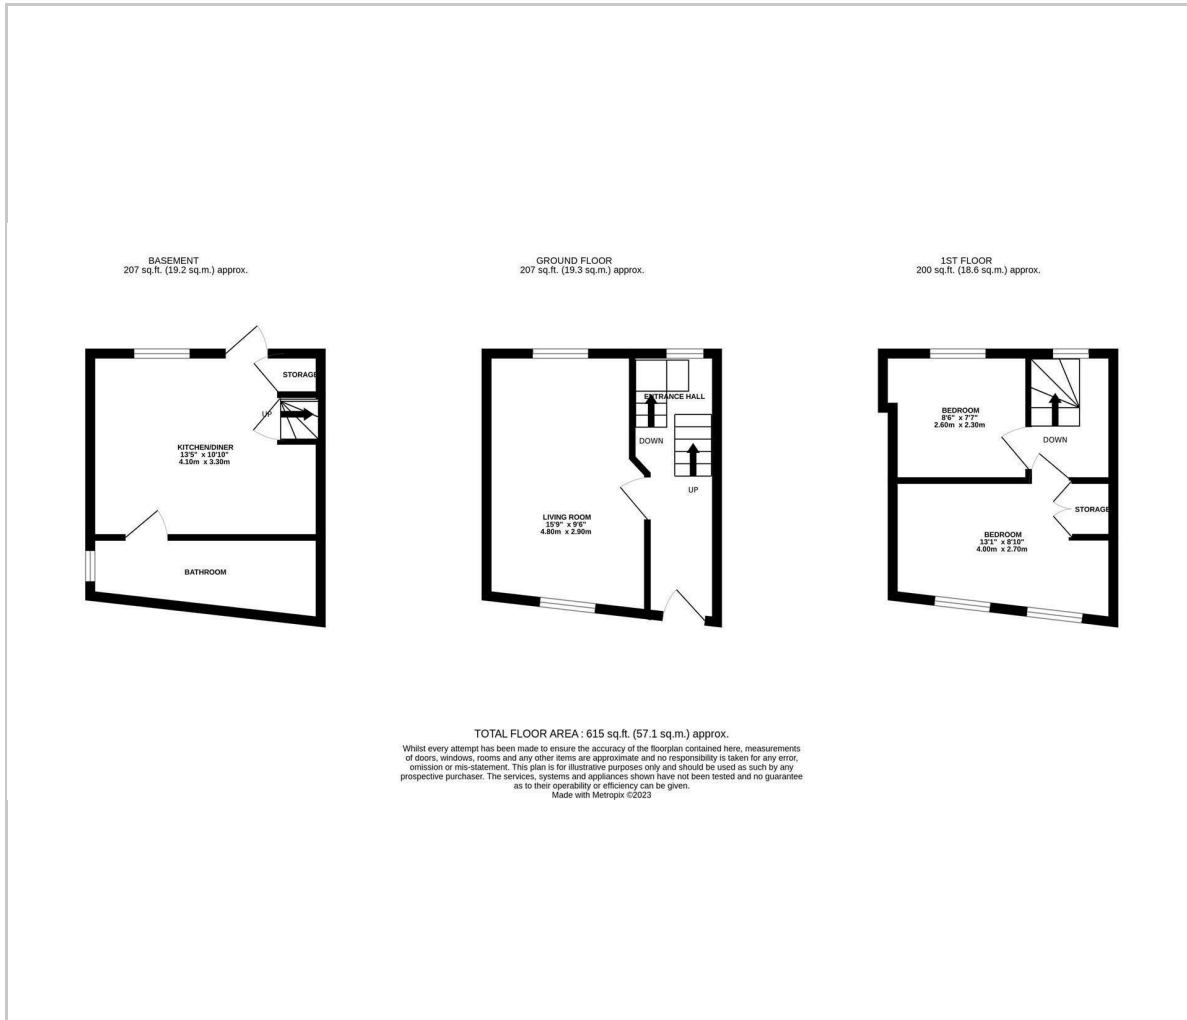 BASEMENT
207 sq.ft. (19.2 sq.m.) approx.
GROUND FLOOR
207 sq.ft. (19.3 sq.m.) approx.
1ST FLOOR
200 sq.ft. (18.6 sq.m.) approx.
STORAGE
UP
KITCHEN/DINER
13'5" x 10'10"
4.10m x 3.30m
BATHROOM
ENTRANCE HALL
DOWN
UP
LIVING ROOM
15'9" x 9'6"
4.80m x 2.90m
BEDROOM
8'6" x 7'7"
2.60m x 2.30m
DOWN
STORAGE
BEDROOM
13'1" x 8'10"
4.00m x 2.70m
TOTAL FLOOR AREA : 615 sq.ft. (57.1 sq.m.) approx.
Whilst every attempt has been made to ensure the accuracy of the floorplan contained here, measurements
of doors, windows, rooms and any other items are approximate and no responsibility is taken for any error,
omission or mis-statement. This plan is for illustrative purposes only and should be used as such by any
prospective purchaser. The services, systems and appliances shown have not been tested and no guarantee
as to their operability or efficiency can be given.
Made with Metropix ©2023